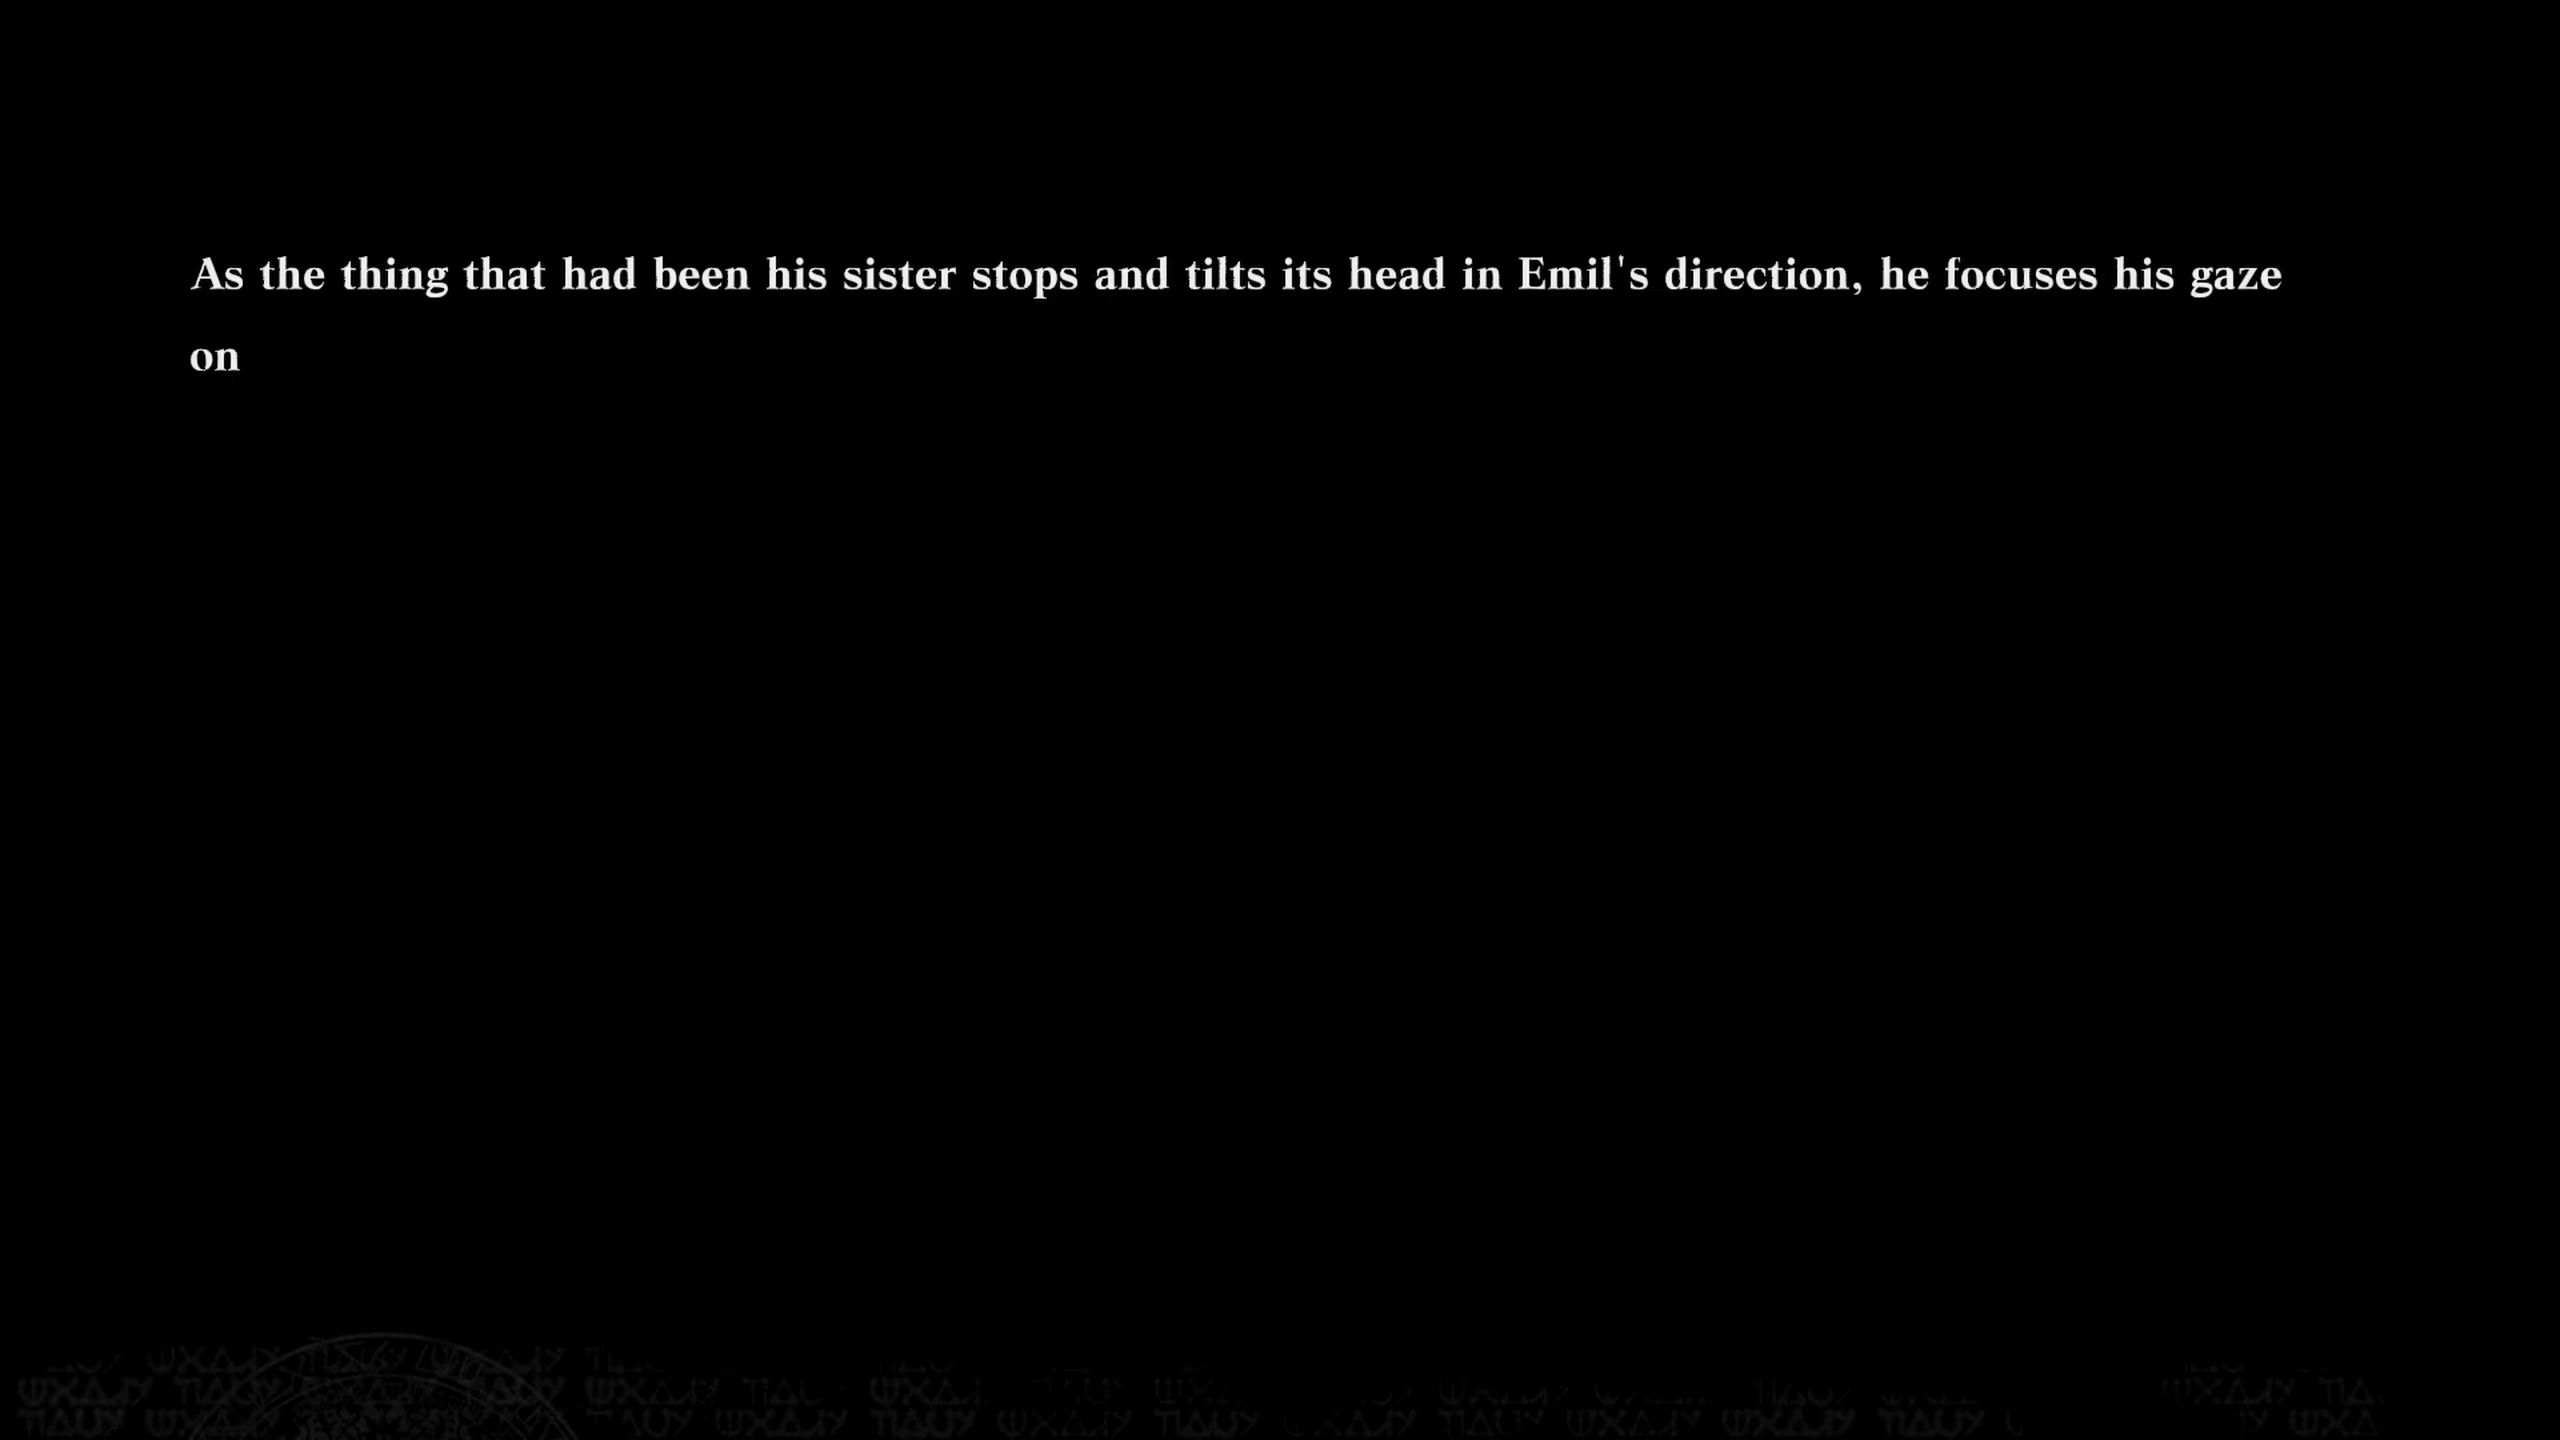 As the thing that had been his sister stops and tilts its head in Emil's direction, he focuses his gaze
on